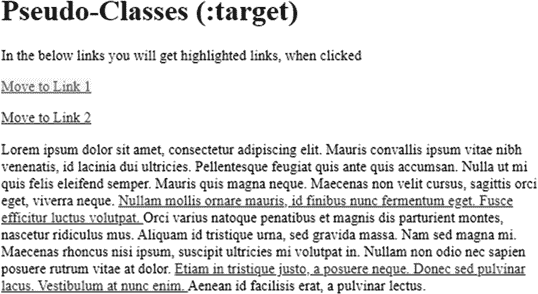 Pseudo-Classes (:target)
In the below links you will get highlighted links, when clicked
Move to Link 1
Move to Link 2
Lorem ipsum dolor sit amet, consectetur adipiscing elit. Mauris convallis ipsum vitae nibh
venenatis, id lacinia dui ultricies. Pellentesque feugiat quis ante quis accumsan. Nulla ut mi
quis felis eleifend semper. Mauris quis magna neque. Maecenas non velit cursus, sagittis orci
eget, viverra neque. Nullam mollis ornare mauris, id finibus nunc fermentum eget. Fusce
efficitur luctus volutpat. Orci varius natoque penatibus et magnis dis parturient montes,
nascetur ridiculus mus. Aliquam id tristique urna, sed gravida massa. Nam sed magna mi.
Maecenas rhoncus nisi ipsum, suscipit ultricies mi volutpat in. Nullam non odio nec sapien
posuere rutrum vitae at dolor. Etiam in tristique justo, a posuere neque. Donec sed pulvinar
lacus. Vestibulum at nunc enim. Aenean id facilisis erat, a pulvinar lectus.